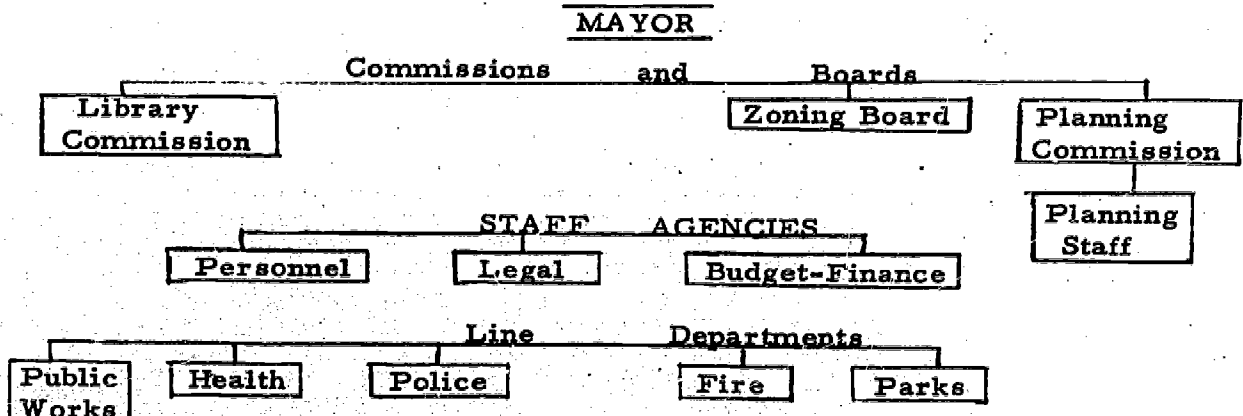 MAYOR
Commissions and Boards
Library
Commission
Zoning Board
Planning
Commission
Planning
Staff
STAFF AGENCIES
Personnel
Legal
Budget-Finance
Line Departments
Public
Works
Health
Police
Fire
Parks